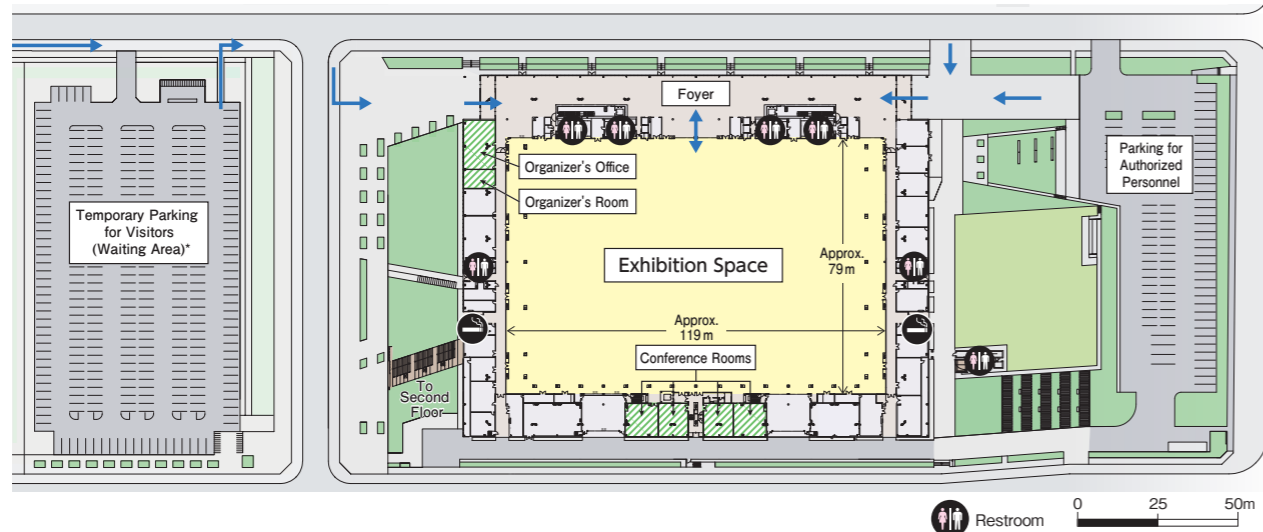 Foyer
Organizer's Office
Organizer's Room
Temporary Parking
for Visitors
(Waiting Area)*
Parking for
Authorized
Personnel
Exhibition Space
Approx.
79m
Approx.
119m
Conference Rooms
To
Second
Floor
Restroom
0 25 50m